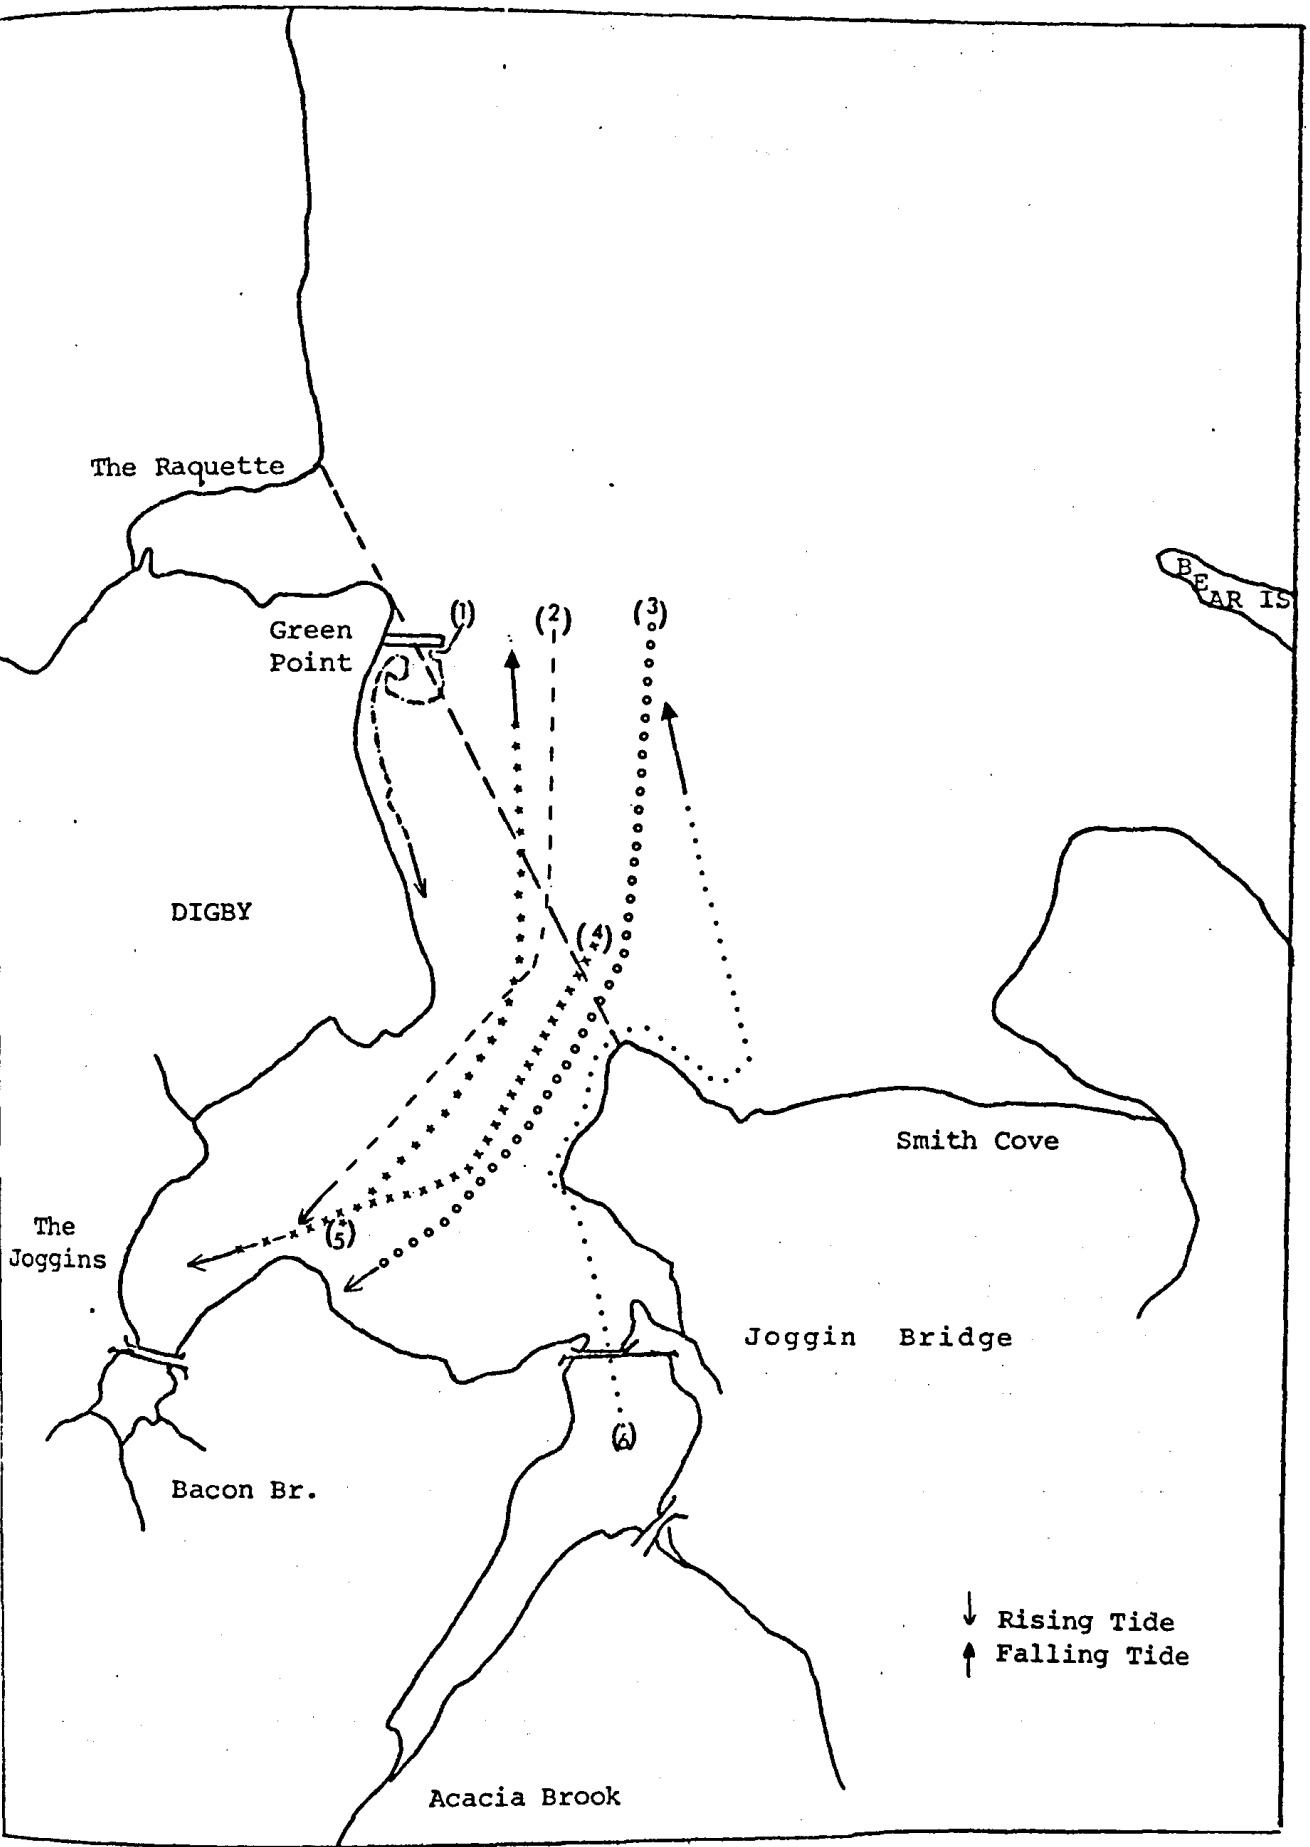 The Raquette
BEAR IS
Green
Point
(1)
(2)
(3)
DIGBY
(4)
Smith Cove
The
Joggins
(5)
Joggin Bridge
(6)
Bacon Br.
Rising Tide
Falling Tide
Acacia Brook